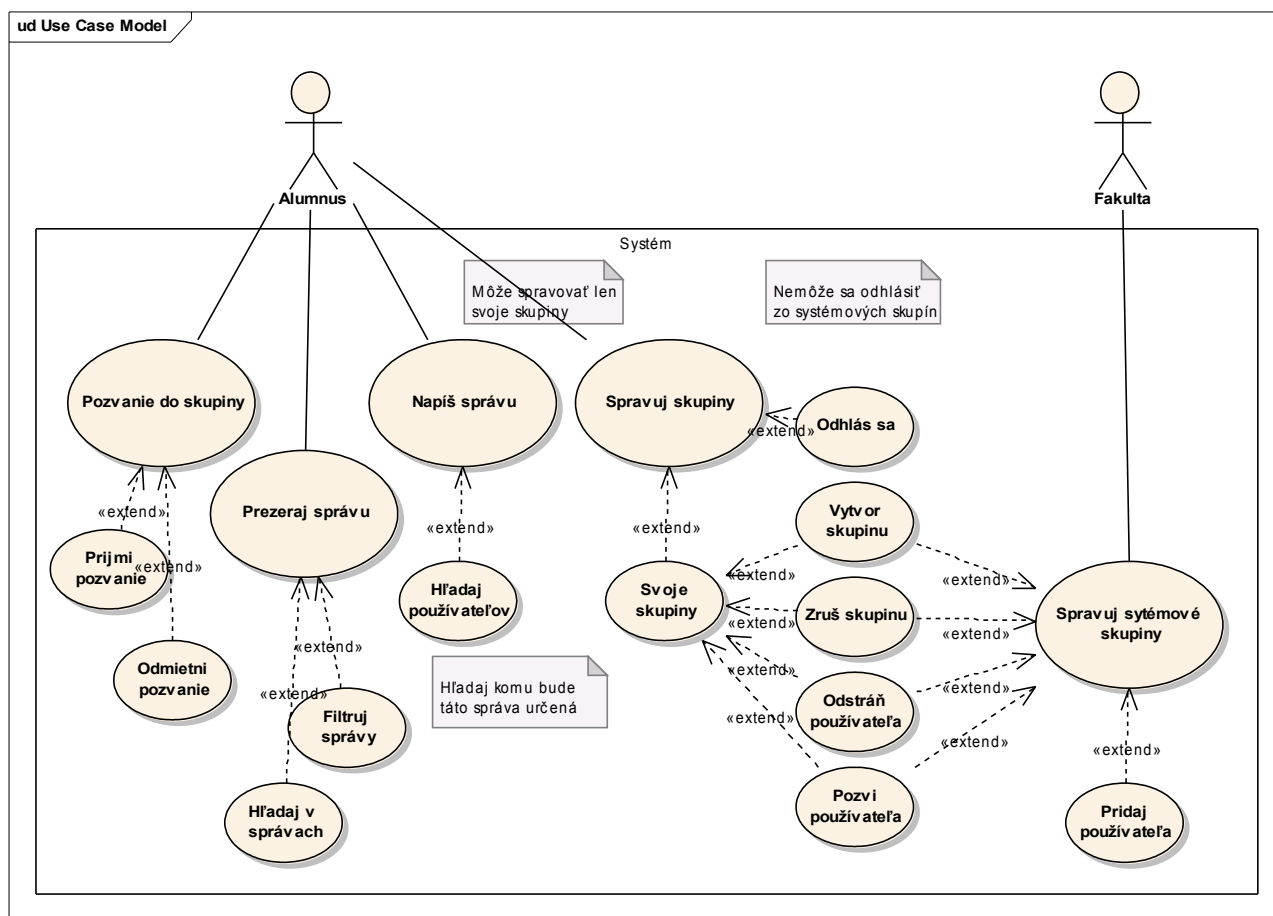 ud Use Case Model
Alumnus
Fakulta
Systém
Môže spravovať len
svoje skupiny
Nemôže sa odhlásiť
zo systémových skupín
Pozvanie do skupiny
Napíš správu
Spravuj skupiny
Odhlás sa
«extend»
Prezeraj správu
«extend»
Prijmi
pozvanie
«extend»
Odmietni
pozvanie
«extend»
Hľadaj
používateľov
«extend»
Svoje
skupiny
Vytvor
skupinu
«extend»
«extend»
Zruš skupinu
«extend»
«extend»
Spravuj sytémové
skupiny
«extend»
«extend»
Filtruj
správy
Hľadaj v
správach
Hľadaj komu bude
táto správa určená
«extend»
«extend»
Odstráň
používateľa
«extend»
«extend»
Pozvi
používateľa
«extend»
Pridaj
používateľa